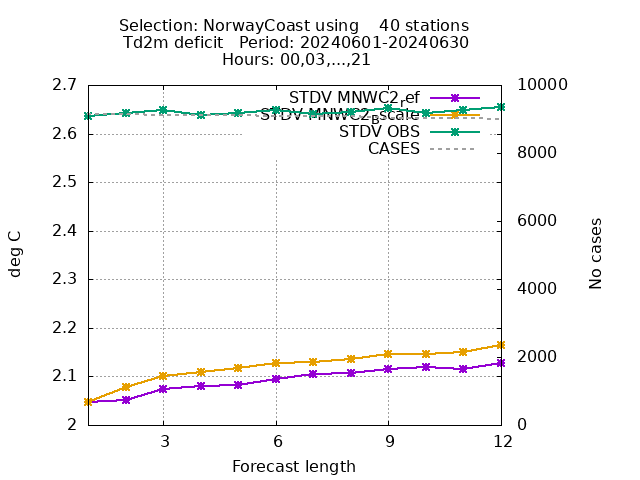 Selection: NorwayCoast using 40 stations
Td2m deficit Period: 20240601-20240630
Hours: 00,03,...,21
2.7
2.6
2.5
2.4
2.3
2.2
2.1
2
deg C
10000
8000
6000
4000
2000
0
No cases
STDV MNWC2_ref
STDV MNWC2_Bscale
STDV OBS
CASES
3 6 9 12
Forecast length